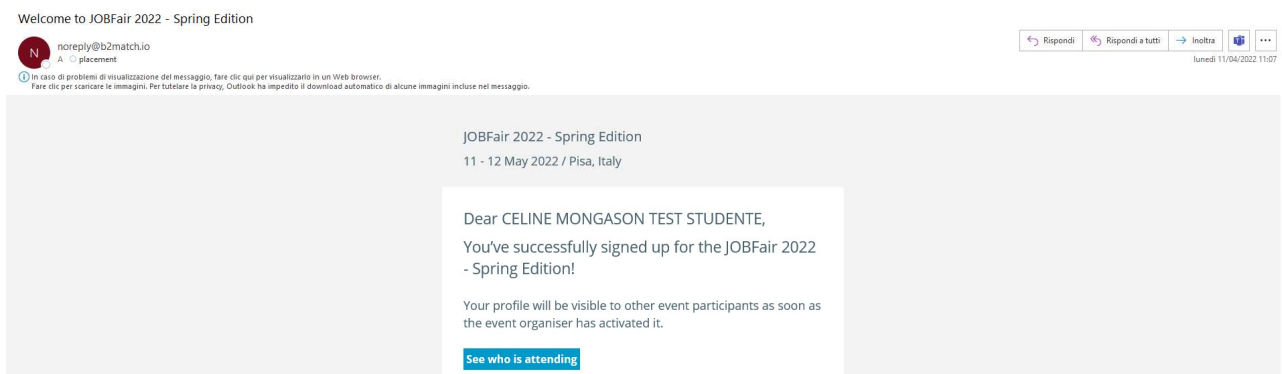 Welcome to JOBFair 2022 - Spring Edition
N
noreply@b2match.io
A placement
Rispondi
Rispondi a tutti
Inoltra
lunedì 11/04/2022 11:07
In caso di problemi di visualizzazione del messaggio, fare clic qui per visualizzarlo in un Web browser.
Fare clic per scaricare le immagini. Per tutelare la privacy, Outlook ha impedito il download automatico di alcune immagini incluse nel messaggio.
JOBFair 2022 - Spring Edition
11 - 12 May 2022 / Pisa, Italy
Dear CELINE MONGASON TEST STUDENTE,
You’ve successfully signed up for the JOBFair 2022
- Spring Edition!
Your profile will be visible to other event participants as soon as
the event organiser has activated it.
See who is attending